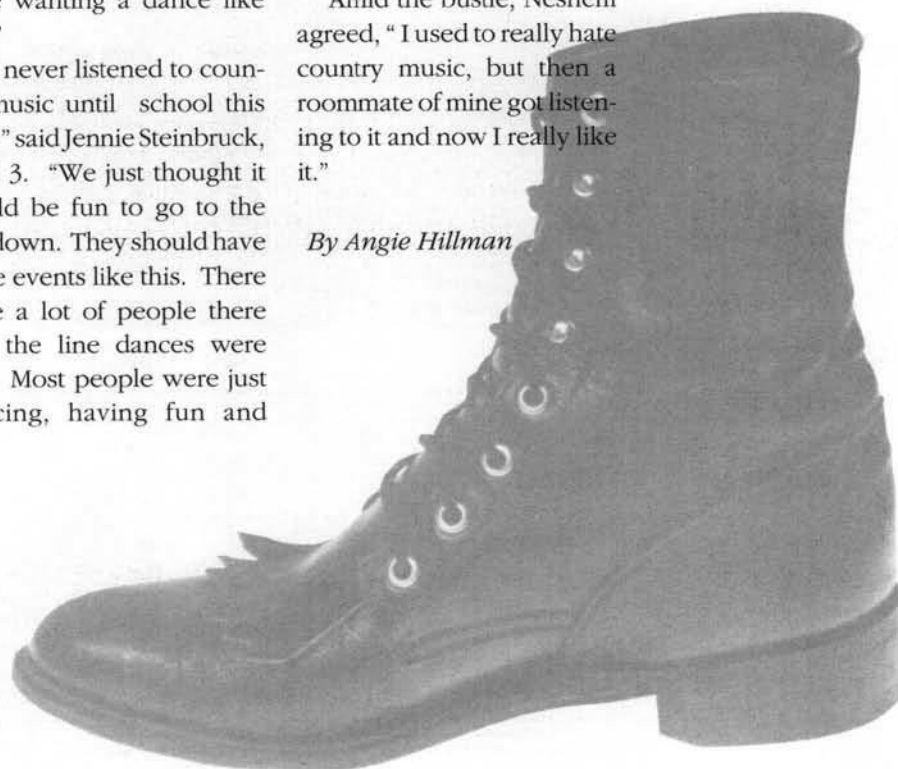 wanting a dance like
”
never listened to coun-
music until school this
” said Jennie Steinbruck,
3. “We just thought it
ld be fun to go to the
down. They should have
e events like this. There
e a lot of people there
the line dances were
Most people were just
cing, having fun and
Amid the bustle, Neshem
agreed, “ I used to really hate
country music, but then a
roommate of mine got listen-
ing to it and now I really like
it.”
By Angie Hillman